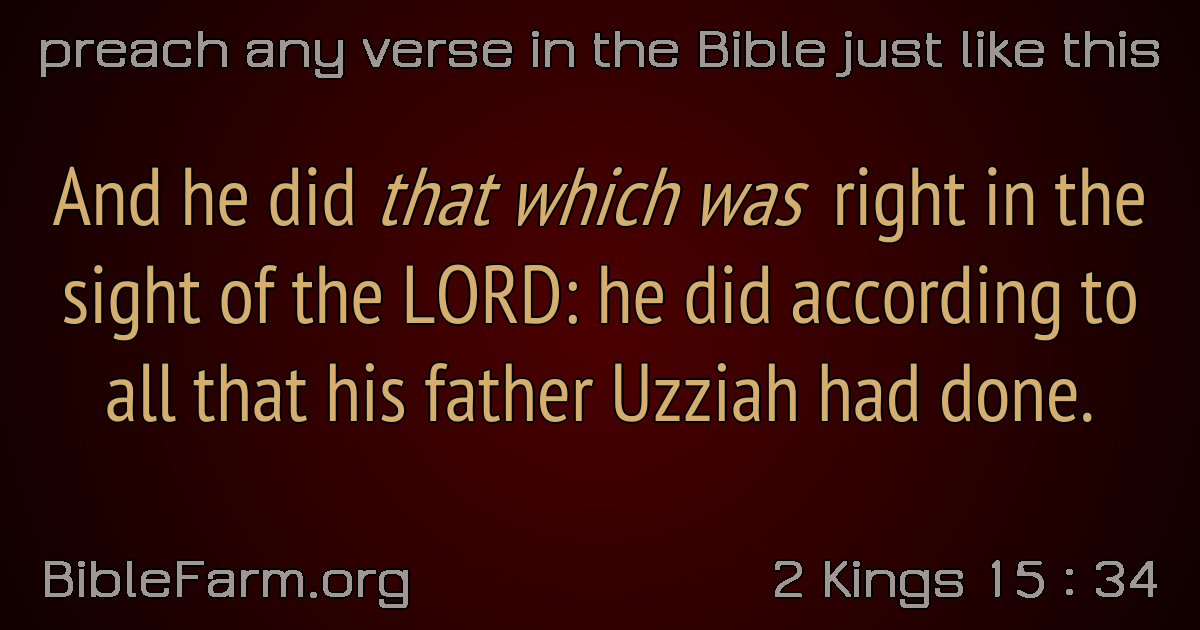 preach any verse in the Bible just like this
And he did that which was right in the
sight of the LORD: he did according to
all that his father Uzziah had done.
BibleFarm.org
2 Kings 15 : 34